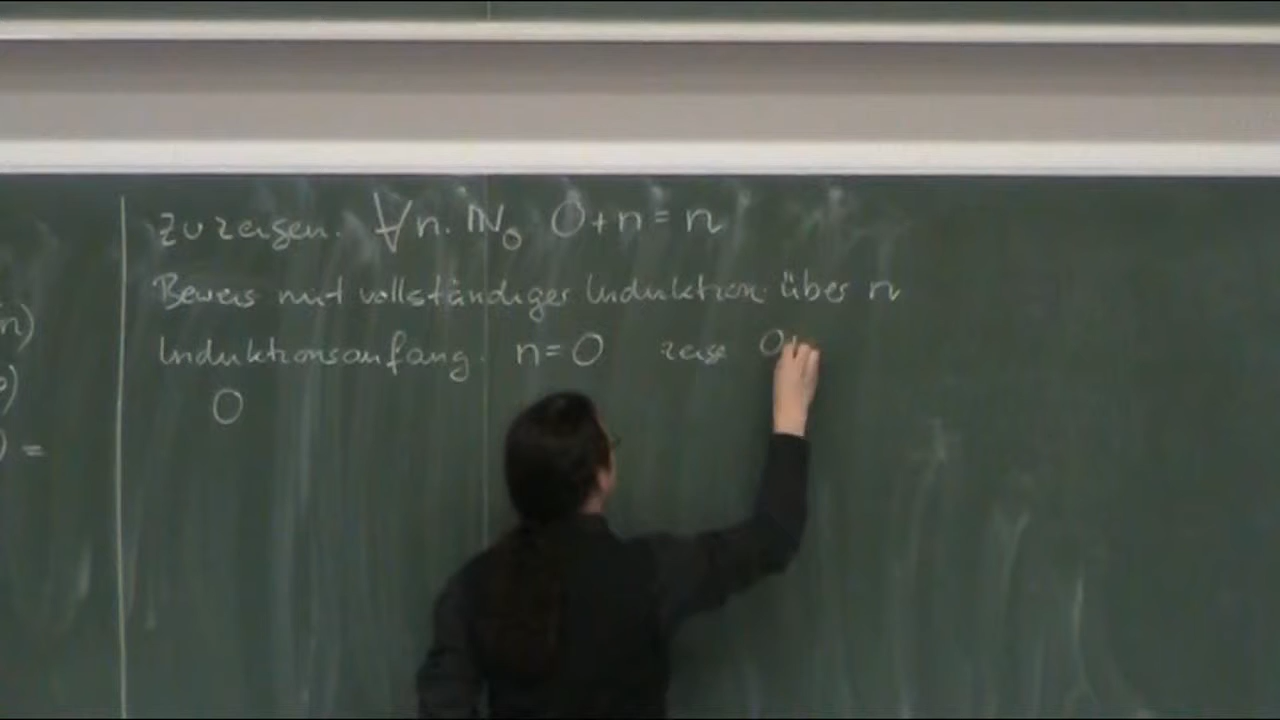 n)
)
) =
zu zeigen. ∀n. ℕ₀. 0+n = n
Beweis mit vollständiger Induktion über n
Induktionsanfang. n=0 zeige 0+
0